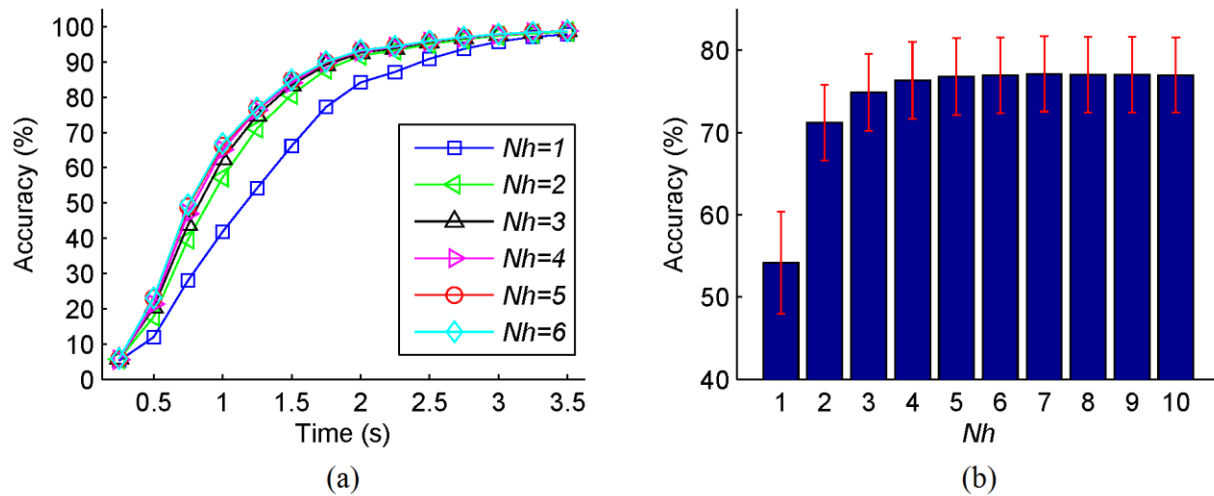 100
90
80
70
60
50
40
30
20
10
0
Accuracy (%)
0.5 1 1.5 2 2.5 3 3.5
Time (s)
Nh=1
Nh=2
Nh=3
Nh=4
Nh=5
Nh=6
(a)
80
70
60
50
40
Accuracy (%)
1 2 3 4 5 6 7 8 9 10
Nh
(b)